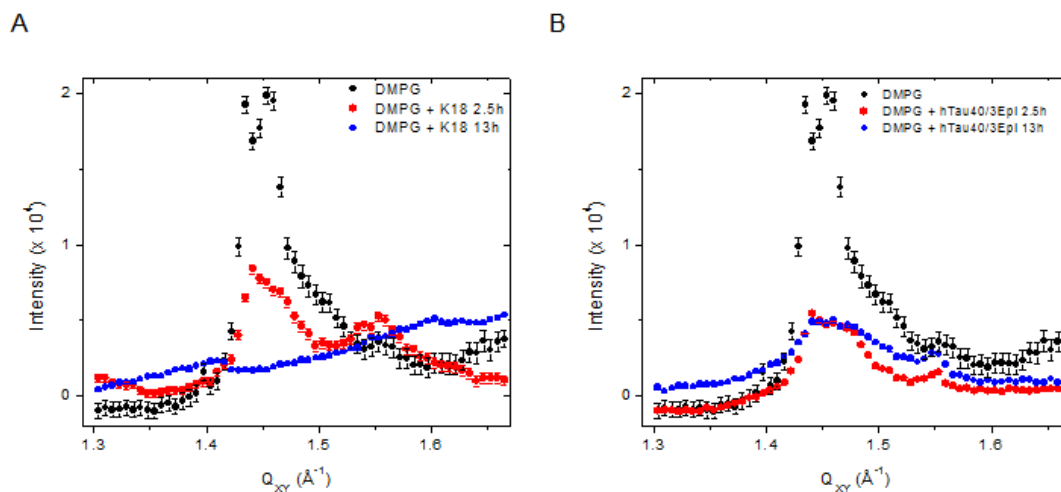 A
B
2
1
0
Intensity (x 10⁴)
DMPG
DMPG + K18 2.5h
DMPG + K18 13h
1.3
1.4
1.5
1.6
Q_XY (Å⁻¹)
2
1
0
Intensity (x 10⁴)
DMPG
DMPG + hTau40/3Epi 2.5h
DMPG + hTau40/3Epi 13h
1.3
1.4
1.5
1.6
Q_XY (Å⁻¹)